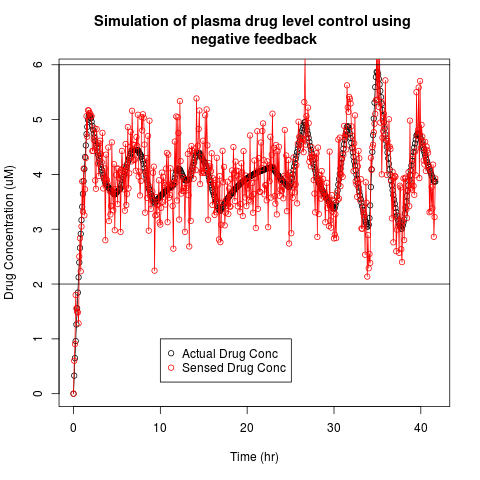 Simulation of plasma drug level control using
negative feedback
Drug Concentration (uM)
6
5
4
3
2
1
0
Actual Drug Conc
Sensed Drug Conc
0 10 20 30 40
Time (hr)